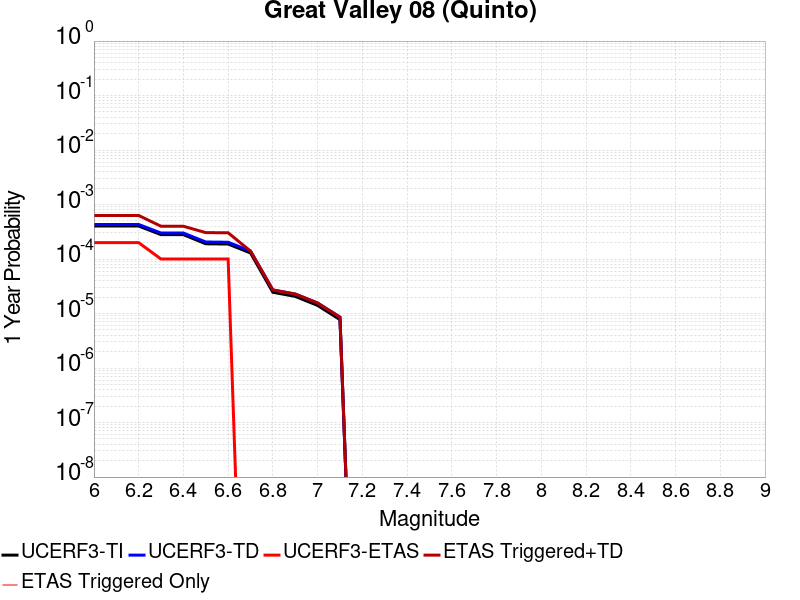 Great Valley 08 (Quinto)
10^0
10^-1
10^-2
10^-3
10^-4
10^-5
10^-6
10^-7
10^-8
1 Year Probability
6 6.2 6.4 6.6 6.8 7 7.2 7.4 7.6 7.8 8 8.2 8.4 8.6 8.8 9
Magnitude
UCERF3-TI UCERF3-TD UCERF3-ETAS ETAS Triggered+TD
ETAS Triggered Only